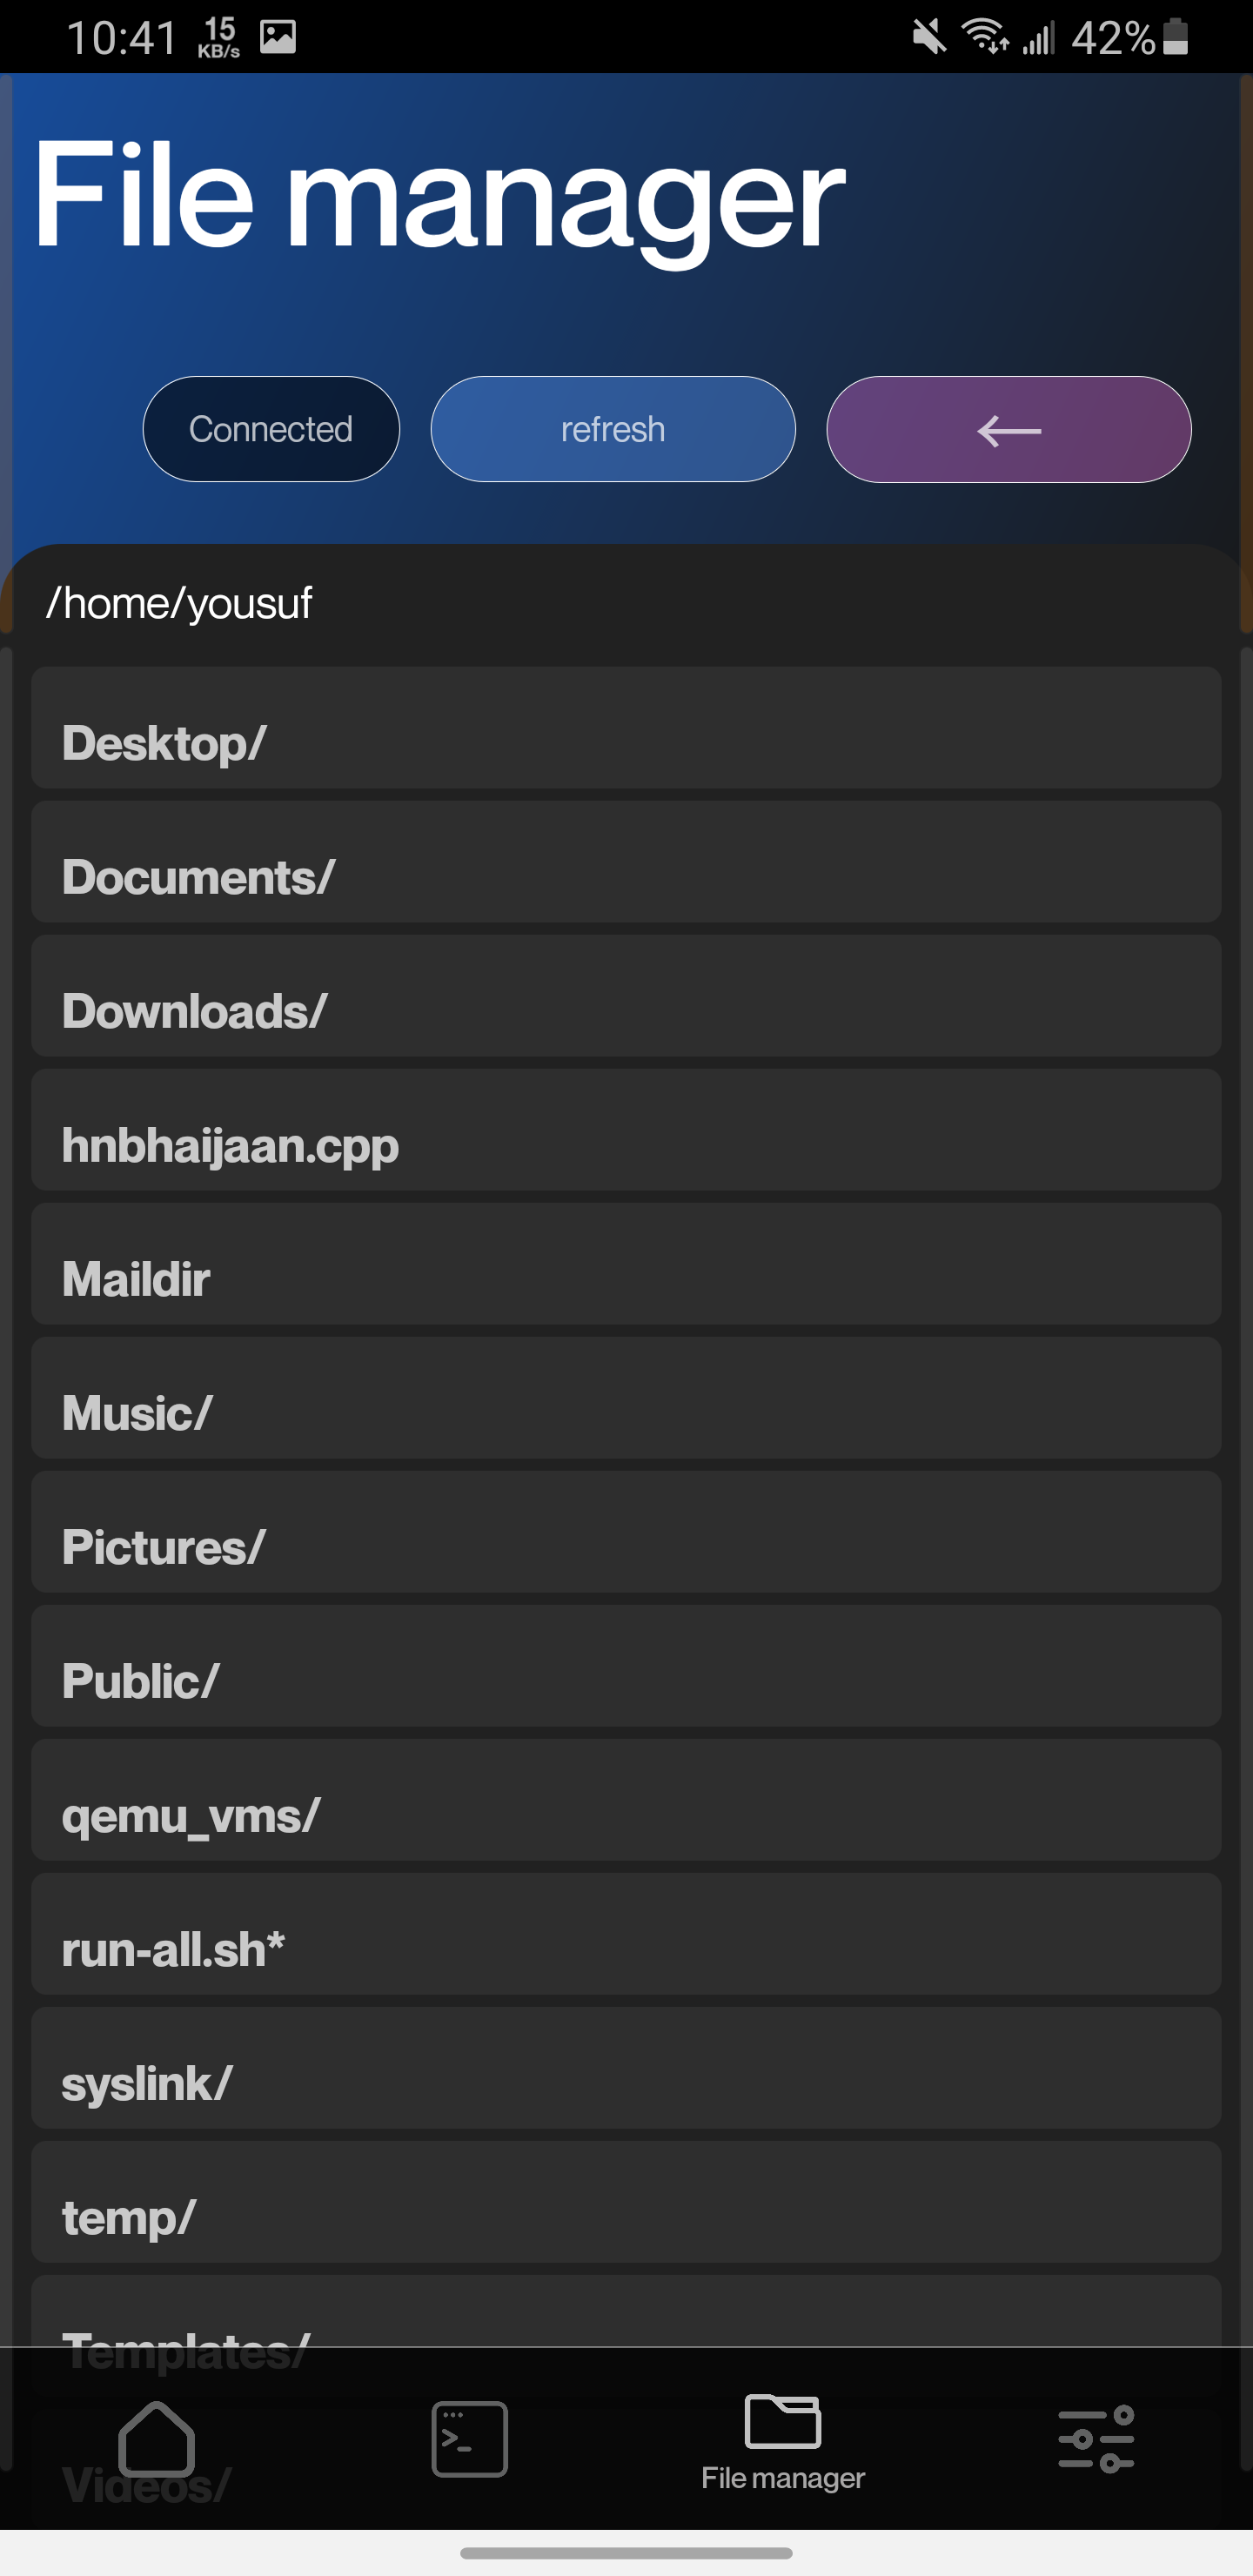 10:41 15 KB/s 42%
File manager
Connected refresh ←
/home/yousuf
Desktop/
Documents/
Downloads/
hnbhaijaan.cpp
Maildir
Music/
Pictures/
Public/
qemu_vms/
run-all.sh*
syslink/
temp/
Templates/
Videos/
File manager